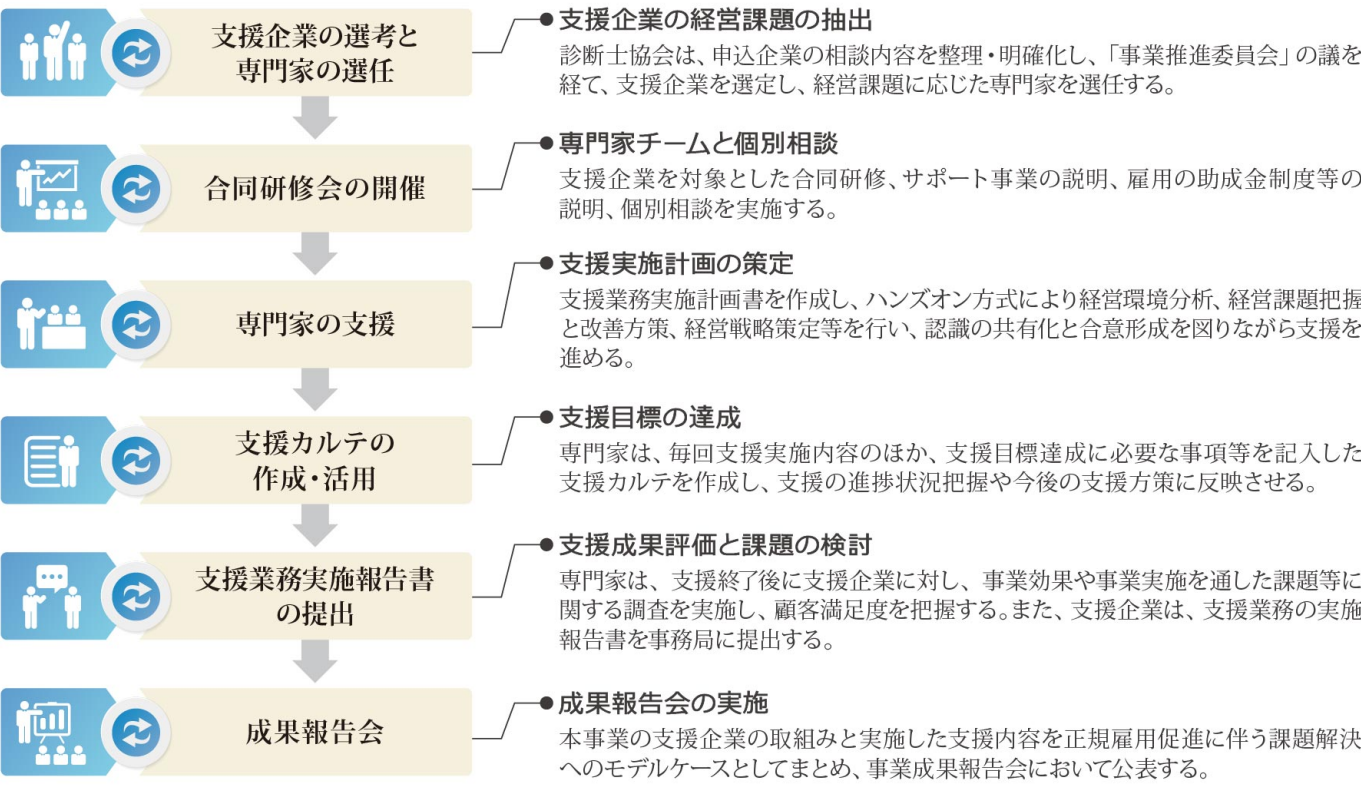 支援企業の選考と
専門家の選任
●支援企業の経営課題の抽出
診断士協会は、申込企業の相談内容を整理・明確化し、「事業推進委員会」の議を
経て、支援企業を選定し、経営課題に応じた専門家を選任する。
合同研修会の開催
●専門家チームと個別相談
支援企業を対象とした合同研修、サポート事業の説明、雇用の助成金制度等の
説明、個別相談を実施する。
専門家の支援
●支援実施計画の策定
支援業務実施計画書を作成し、ハンズオン方式により経営環境分析、経営課題把握
と改善方策、経営戦略策定等を行い、認識の共有化と合意形成を図りながら支援を
進める。
支援カルテの
作成・活用
●支援目標の達成
専門家は、毎回支援実施内容のほか、支援目標達成に必要な事項等を記入した
支援カルテを作成し、支援の進捗状況把握や今後の支援方策に反映させる。
支援業務実施報告書
の提出
●支援成果評価と課題の検討
専門家は、支援終了後に支援企業に対し、事業効果や事業実施を通した課題等に
関する調査を実施し、顧客満足度を把握する。また、支援企業は、支援業務の実施
報告書を事務局に提出する。
成果報告会
●成果報告会の実施
本事業の支援企業の取組みと実施した支援内容を正規雇用促進に伴う課題解決
へのモデルケースとしてまとめ、事業成果報告会において公表する。